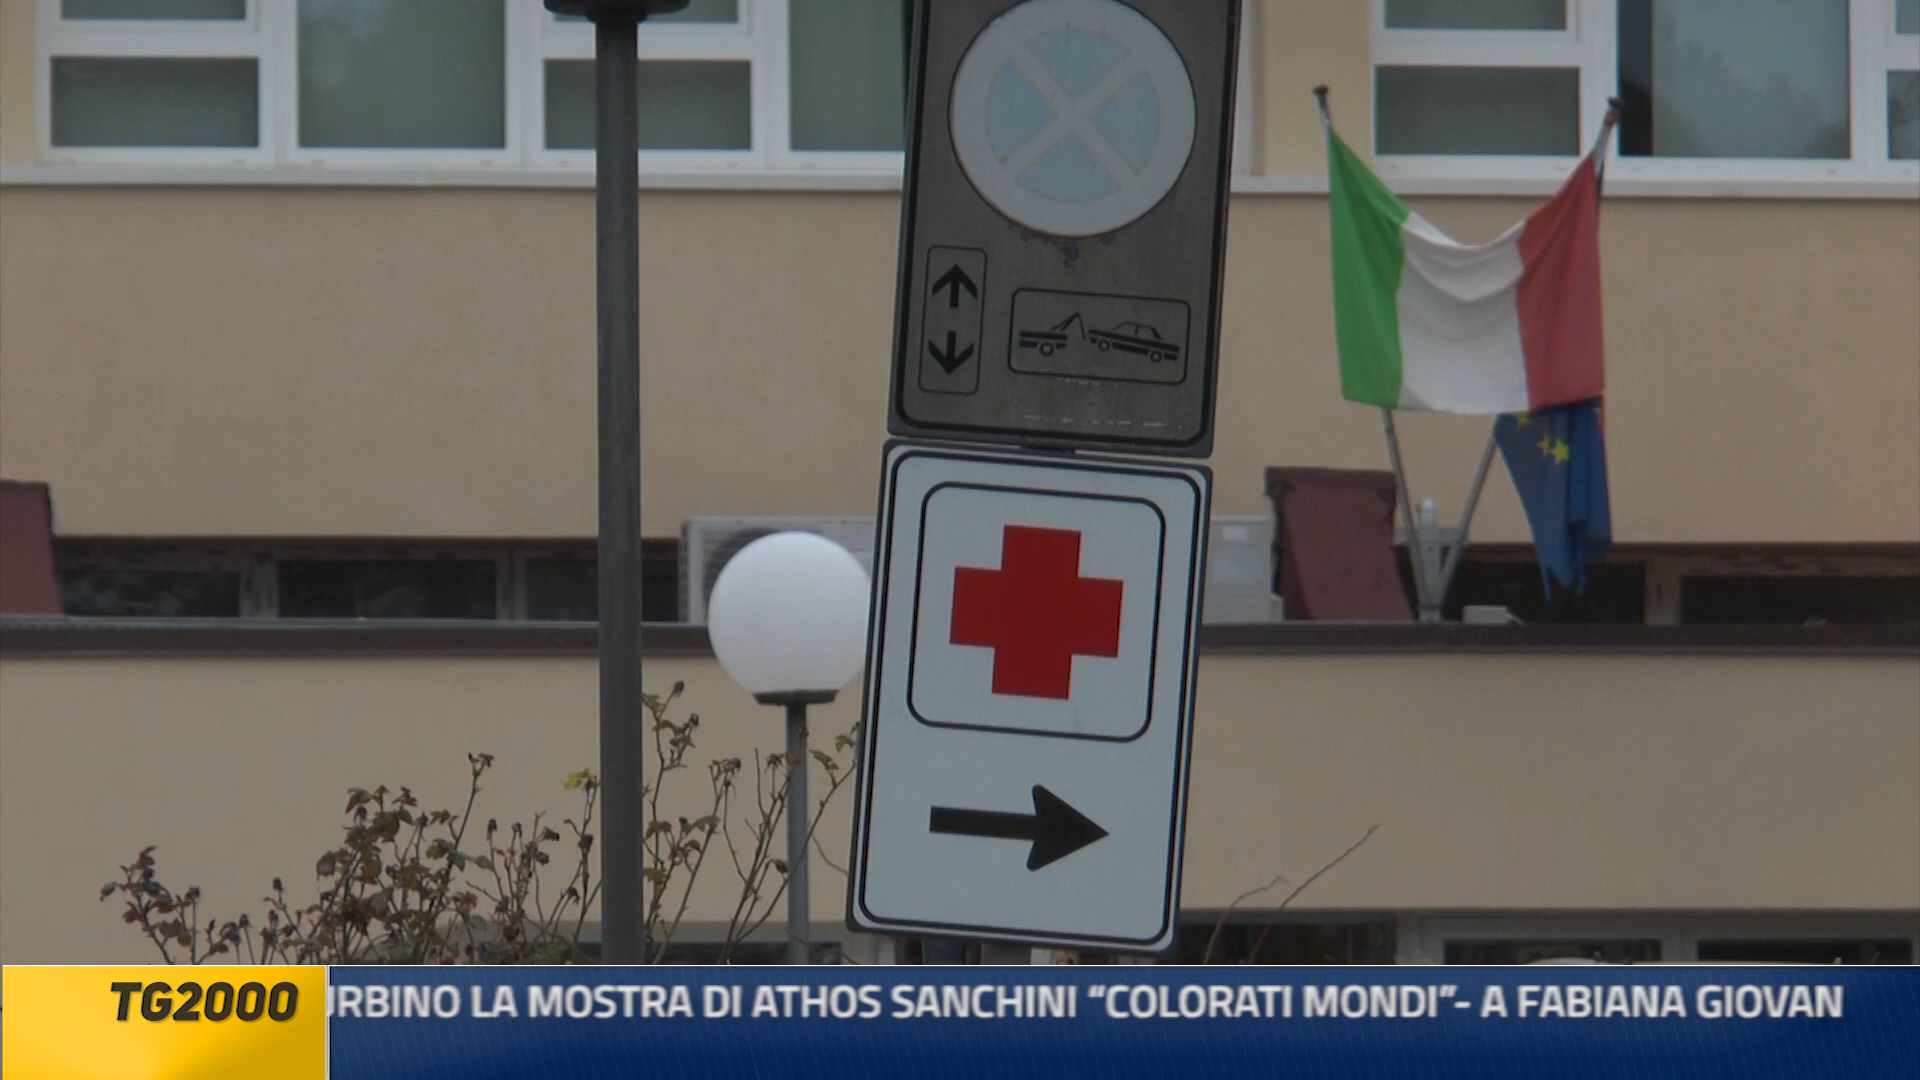 TG2000
URBINO LA MOSTRA DI ATHOS SANCHINI “COLORATI MONDI”- A FABIANA GIOVAN